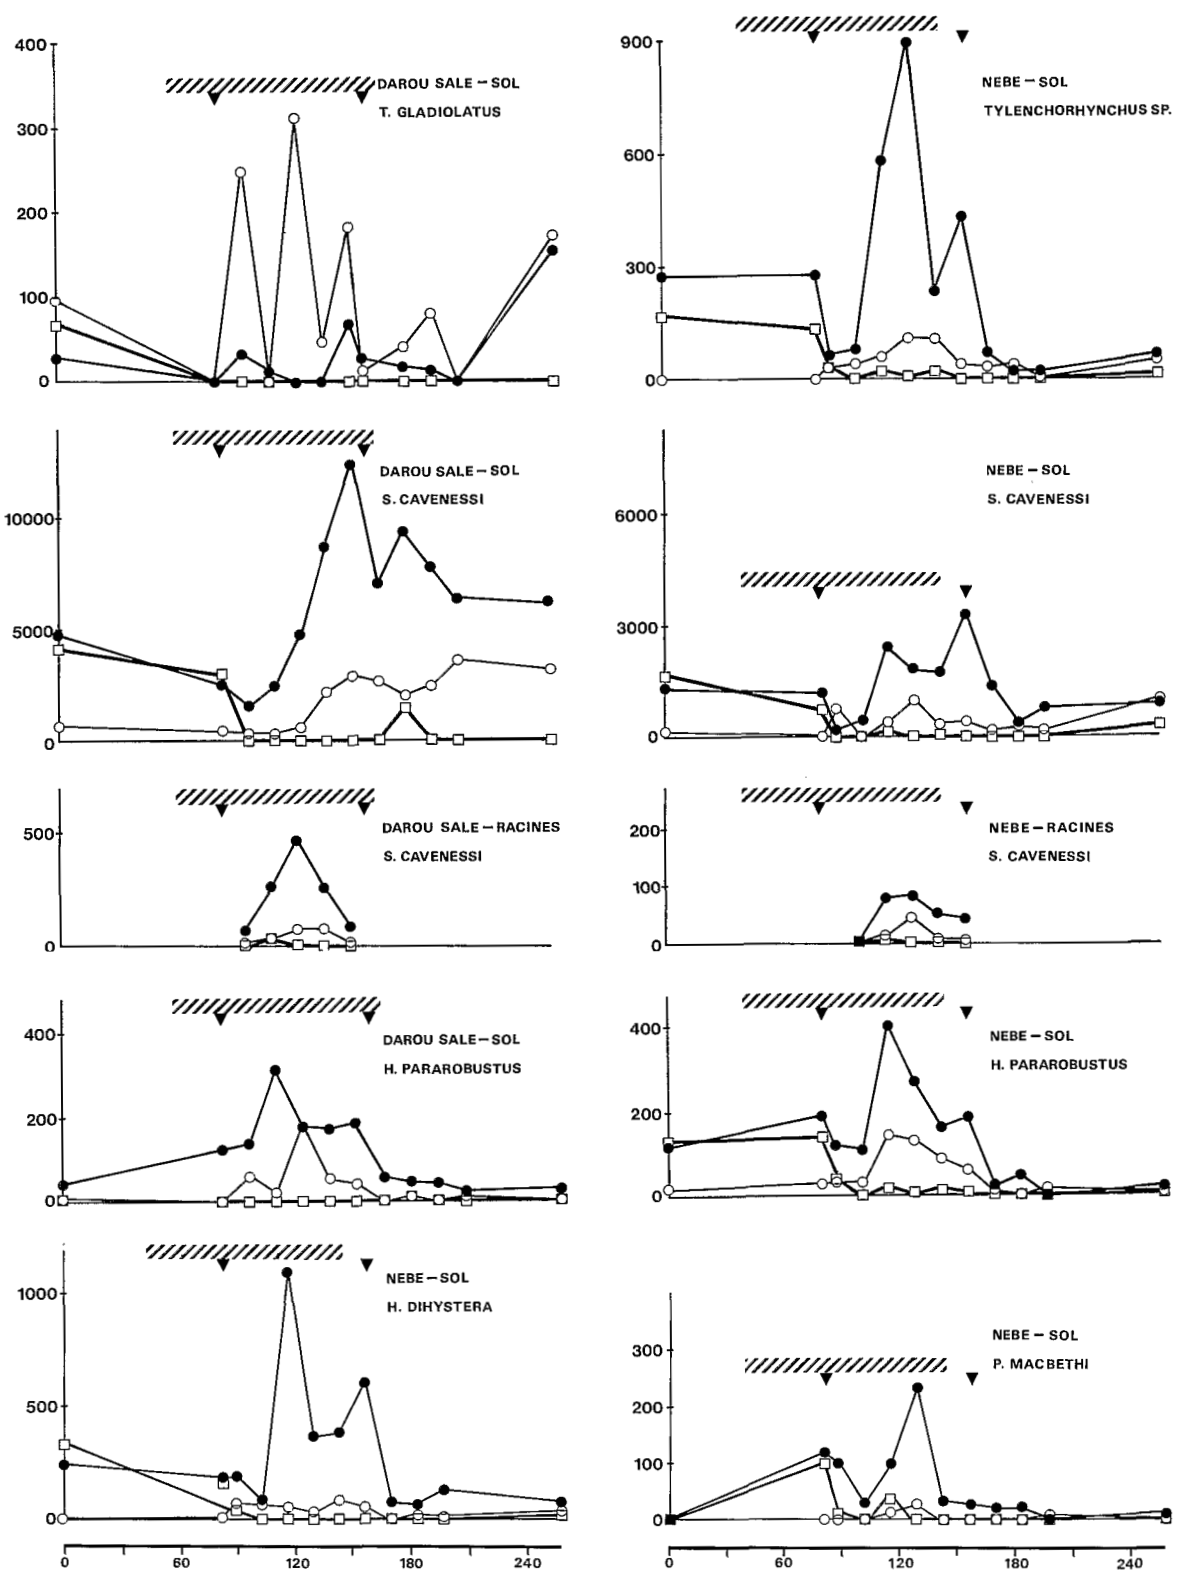 400
300
200
100
0
DAROU SALE – SOL
T. GLADIOLATUS
900
600
300
0
NEBE – SOL
TYLENCHORHYNCHUS SP.
10000
5000
0
DAROU SALE – SOL
S. CAVENESSI
6000
3000
0
NEBE – SOL
S. CAVENESSI
500
0
DAROU SALE – RACINES
S. CAVENESSI
200
100
0
NEBE – RACINES
S. CAVENESSI
400
200
0
DAROU SALE – SOL
H. PARAROBUSTUS
400
200
0
NEBE – SOL
H. PARAROBUSTUS
1000
500
0
NEBE – SOL
H. DIHYSTERA
0 60 120 180 240
300
200
100
0
NEBE – SOL
P. MACBETHI
0 60 120 180 240